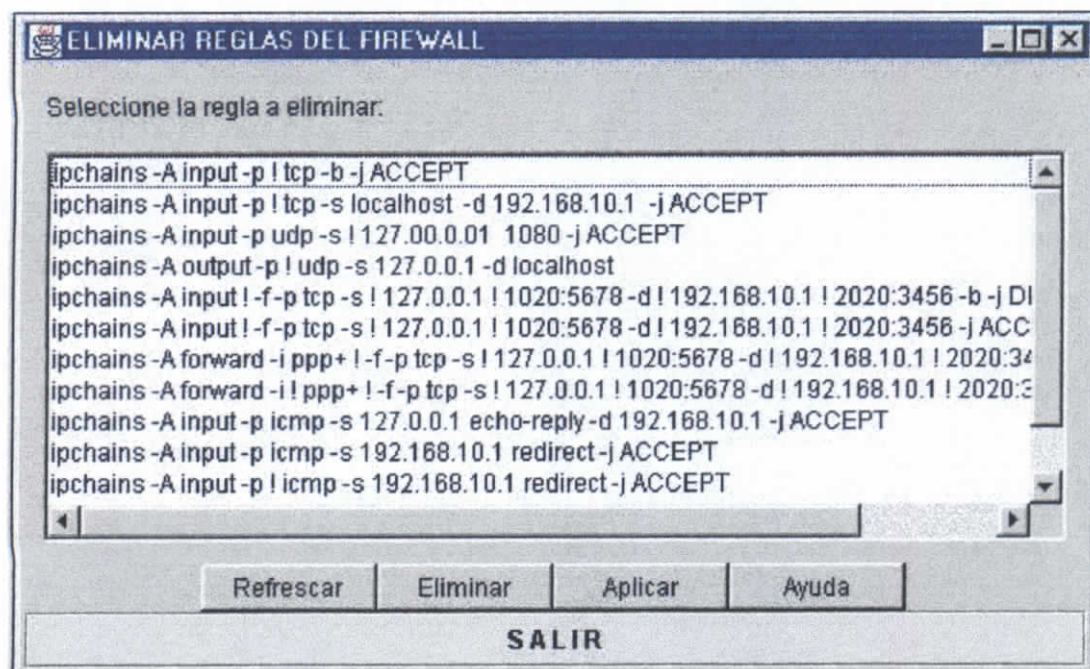 ELIMINAR REGLAS DEL FIREWALL
Seleccione la regla a eliminar:
ipchains -A input -p ! tcp -b -j ACCEPT
ipchains -A input -p ! tcp -s localhost -d 192.168.10.1 -j ACCEPT
ipchains -A input -p udp -s ! 127.00.0.01 1080 -j ACCEPT
ipchains -A output -p ! udp -s 127.0.0.1 -d localhost
ipchains -A input ! -f -p tcp -s ! 127.0.0.1 ! 1020:5678 -d ! 192.168.10.1 ! 2020:3456 -b -j DI
ipchains -A input ! -f -p tcp -s ! 127.0.0.1 ! 1020:5678 -d ! 192.168.10.1 ! 2020:3456 -j ACC
ipchains -A forward -i ppp+ ! -f -p tcp -s ! 127.0.0.1 ! 1020:5678 -d ! 192.168.10.1 ! 2020:34
ipchains -A forward -i ! ppp+ ! -f -p tcp -s ! 127.0.0.1 ! 1020:5678 -d ! 192.168.10.1 ! 2020:3
ipchains -A input -p icmp -s 127.0.0.1 echo-reply -d 192.168.10.1 -j ACCEPT
ipchains -A input -p icmp -s 192.168.10.1 redirect -j ACCEPT
ipchains -A input -p ! icmp -s 192.168.10.1 redirect -j ACCEPT
Refrescar Eliminar Aplicar Ayuda
SALIR